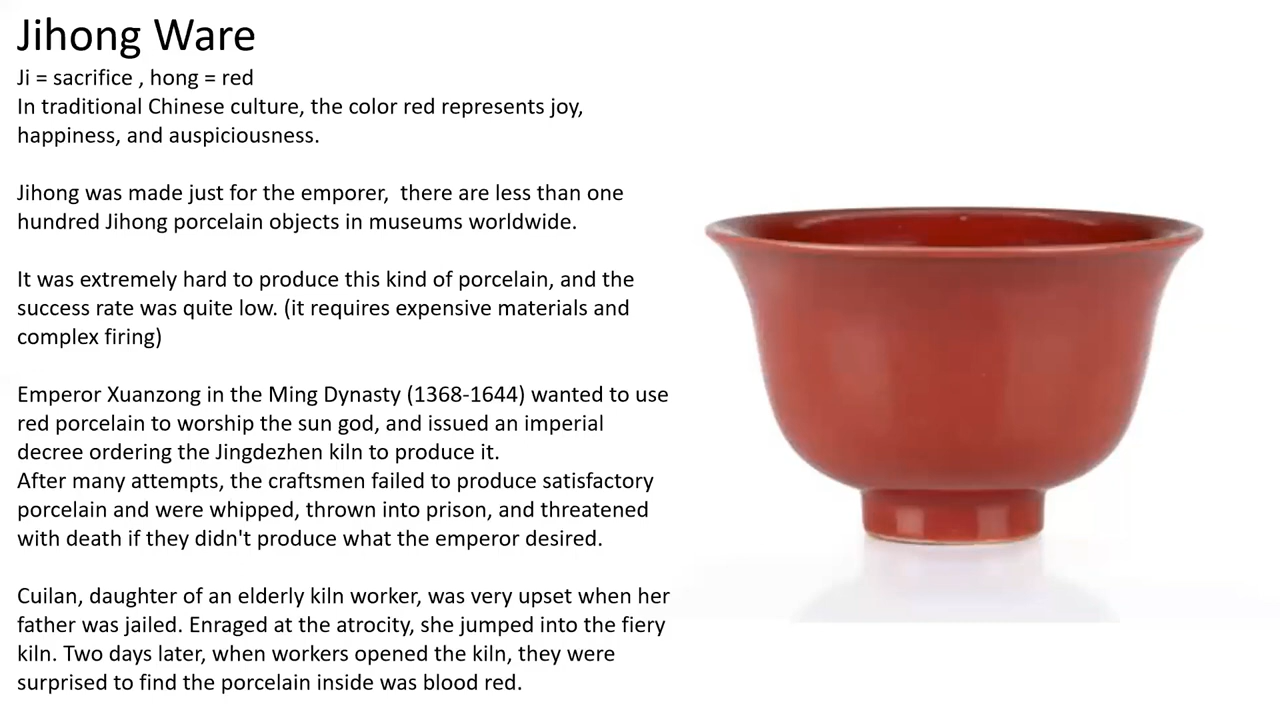 Jihong Ware
Ji = sacrifice , hong = red
In traditional Chinese culture, the color red represents joy,
happiness, and auspiciousness.
Jihong was made just for the emporer,  there are less than one
hundred Jihong porcelain objects in museums worldwide.
It was extremely hard to produce this kind of porcelain, and the
success rate was quite low. (it requires expensive materials and
complex firing)
Emperor Xuanzong in the Ming Dynasty (1368-1644) wanted to use
red porcelain to worship the sun god, and issued an imperial
decree ordering the Jingdezhen kiln to produce it.
After many attempts, the craftsmen failed to produce satisfactory
porcelain and were whipped, thrown into prison, and threatened
with death if they didn't produce what the emperor desired.
Cuilan, daughter of an elderly kiln worker, was very upset when her
father was jailed. Enraged at the atrocity, she jumped into the fiery
kiln. Two days later, when workers opened the kiln, they were
surprised to find the porcelain inside was blood red.